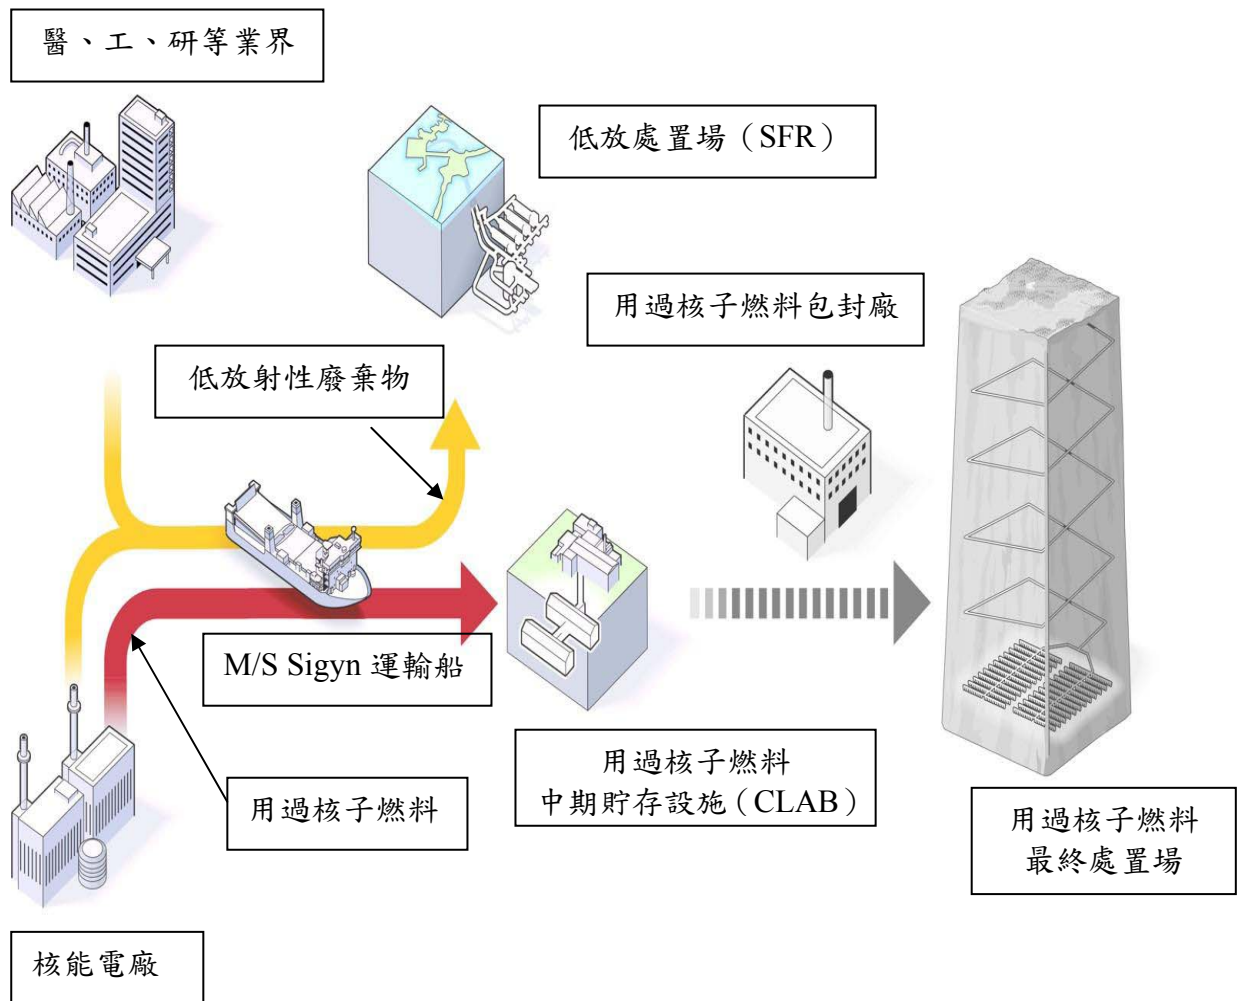 醫、工、研等業界
低放處置場（SFR）
用過核子燃料包封廠
低放射性廢棄物
M/S Sigyn 運輸船
用過核子燃料
用過核子燃料
中期貯存設施（CLAB）
用過核子燃料
最終處置場
核能電廠